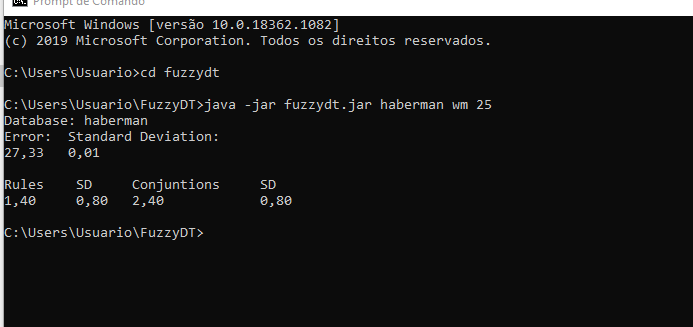 Prompt de Comando
Microsoft Windows [versão 10.0.18362.1082]
(c) 2019 Microsoft Corporation. Todos os direitos reservados.
C:\Users\Usuario>cd fuzzydt
C:\Users\Usuario\FuzzyDT>java -jar fuzzydt.jar haberman wm 25
Database: haberman
Error:  Standard Deviation:
27,33   0,01
Rules    SD     Conjuntions     SD
1,40     0,80   2,40            0,80
C:\Users\Usuario\FuzzyDT>